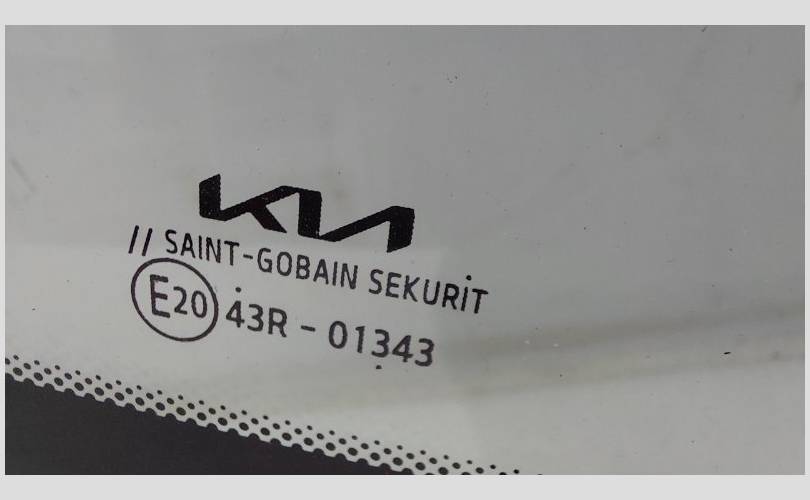 KIA
// SAINT-GOBAIN SEKURIT
E20 43R - 01343